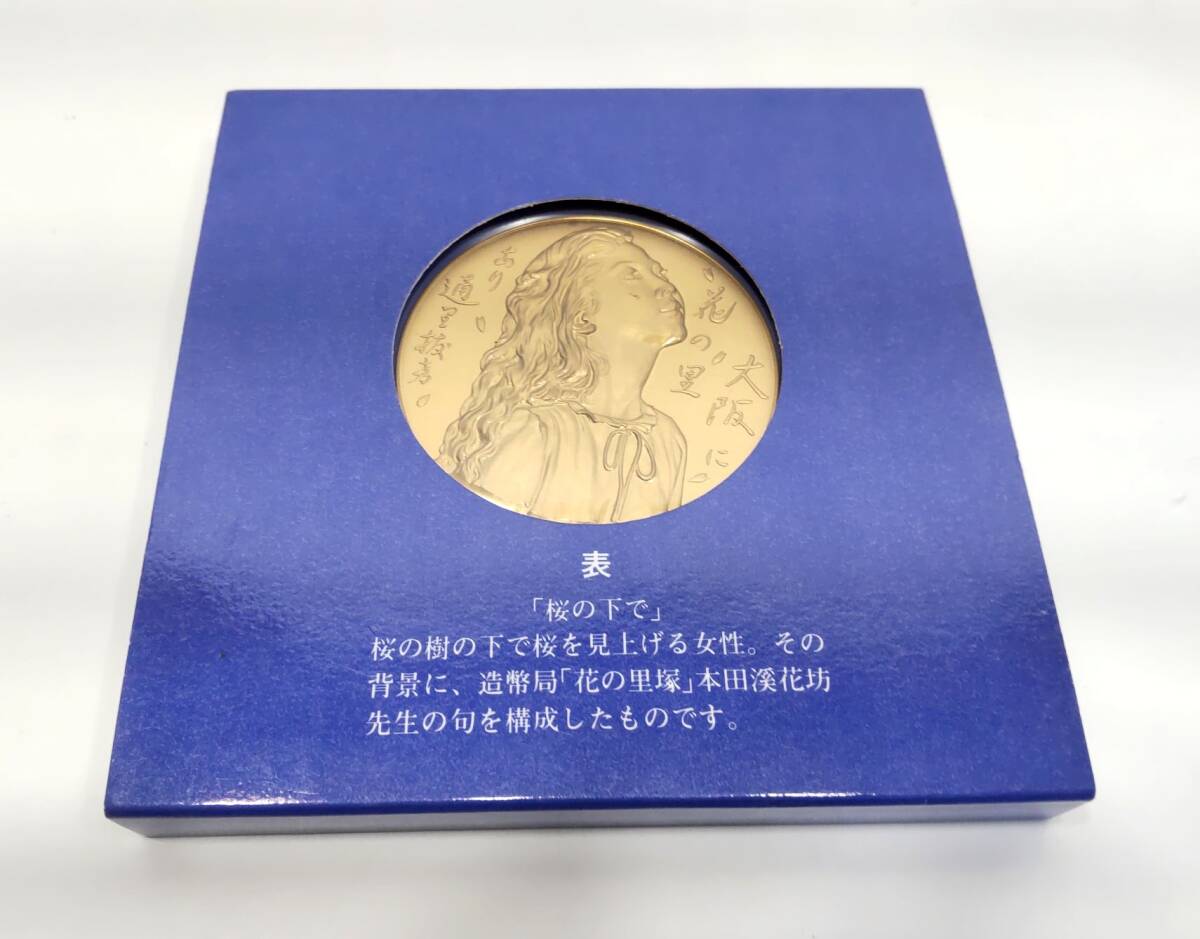 大阪に
花の里
あり
通り抜け
表
「桜の下で」
桜の樹の下で桜を見上げる女性。その
背景に、造幣局「花の里塚」本田溪花坊
先生の句を構成したものです。